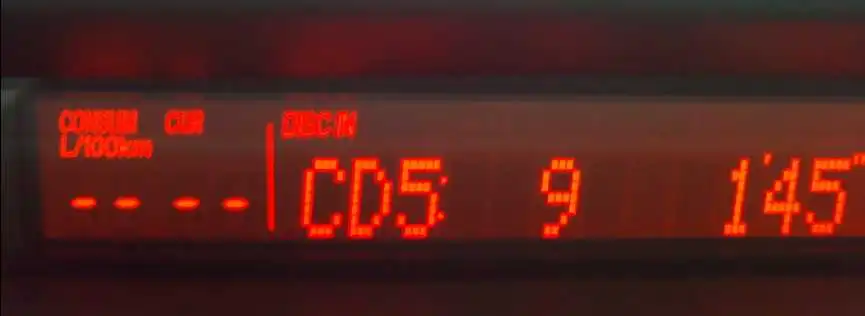 CONSUM CUR DISC-IN
L/100km
-- -- CD5 9 1'45"